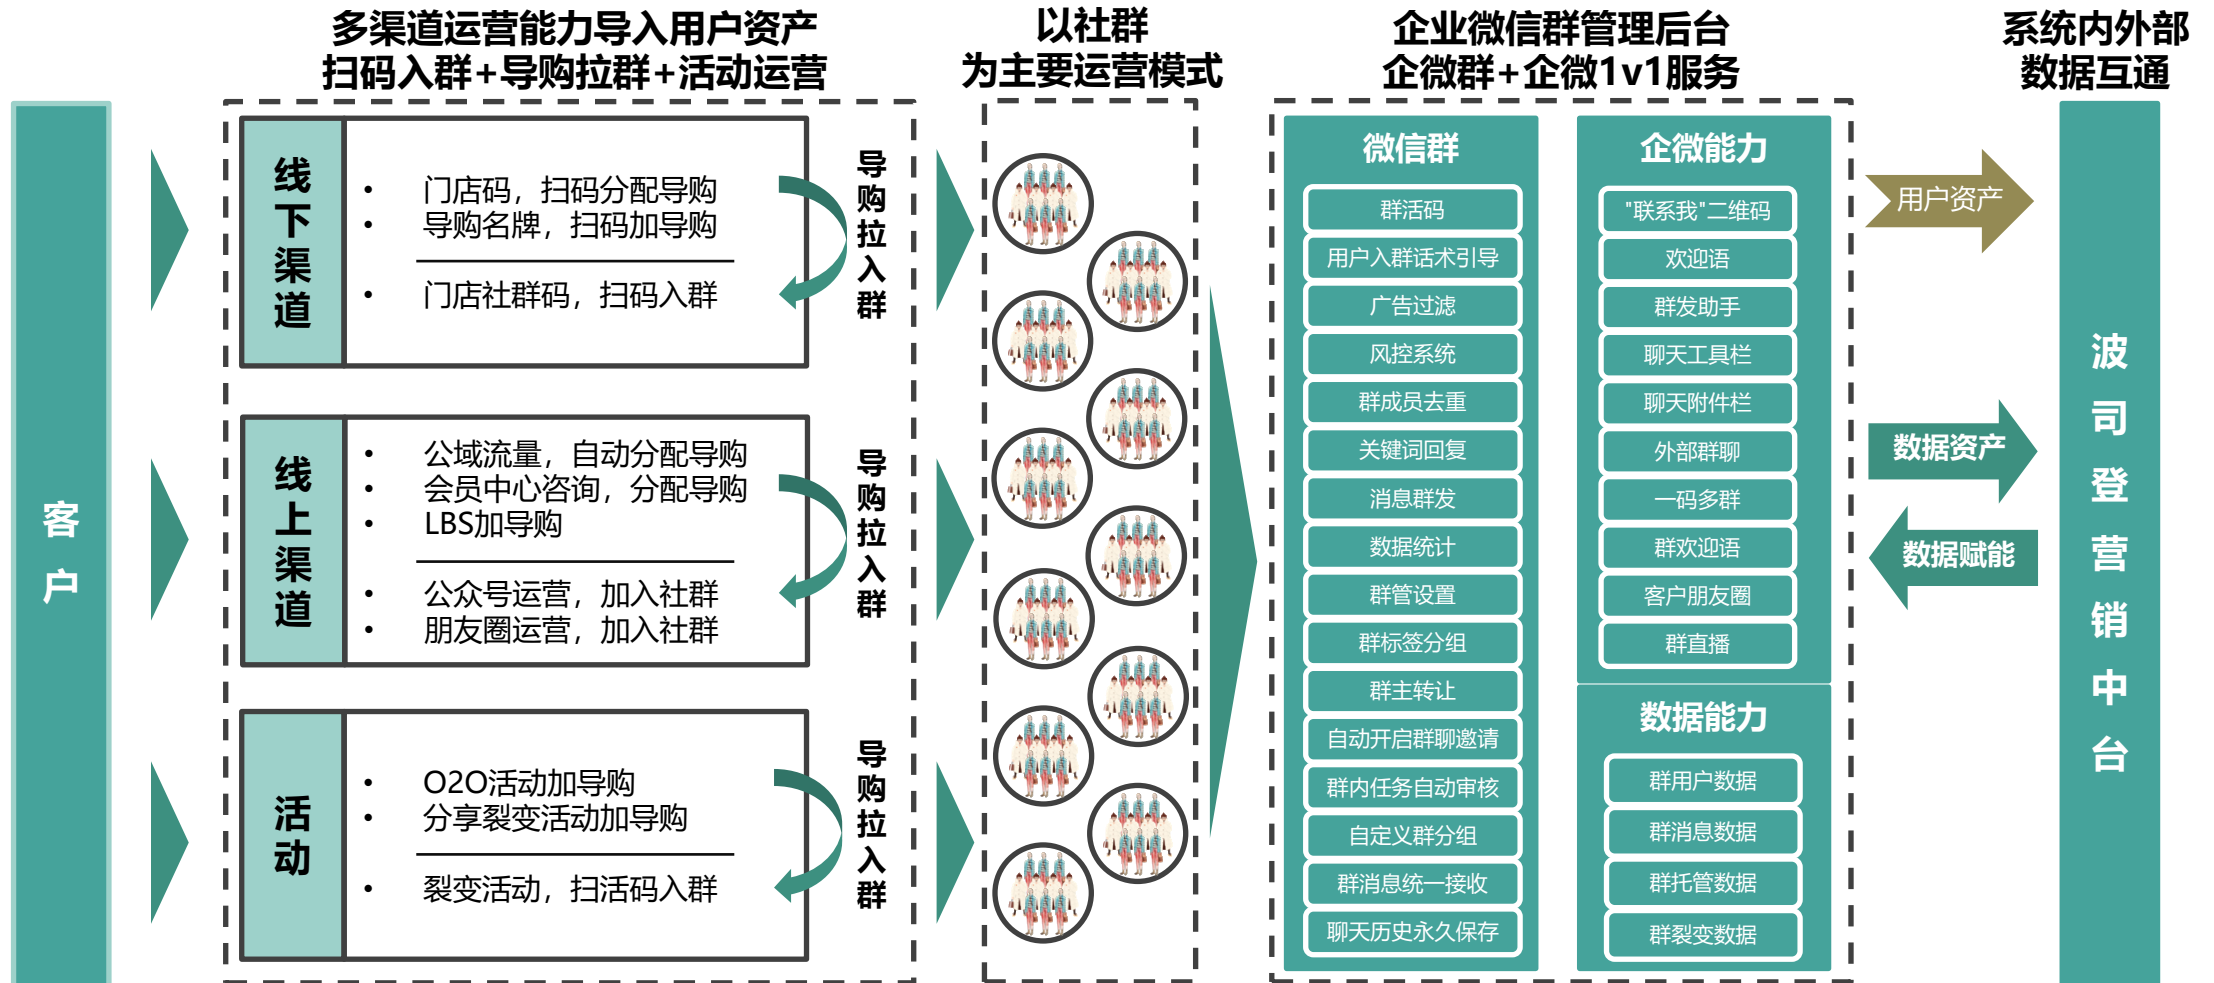 多渠道运营能力导入用户资产
扫码入群+导购拉群+活动运营
以社群
为主要运营模式
企业微信群管理后台
企微群+企微1v1服务
系统内外部
数据互通
客户
线下渠道
• 门店码，扫码分配导购
• 导购名牌，扫码加导购
• 门店社群码，扫码入群
导购拉入群
线上渠道
• 公域流量，自动分配导购
• 会员中心咨询，分配导购
• LBS加导购
• 公众号运营，加入社群
• 朋友圈运营，加入社群
导购拉入群
活动
• O2O活动加导购
• 分享裂变活动加导购
• 裂变活动，扫活码入群
导购拉入群
微信群
群活码
用户入群话术引导
广告过滤
风控系统
群成员去重
关键词回复
消息群发
数据统计
群管设置
群标签分组
群主转让
自动开启群聊邀请
群内任务自动审核
自定义群分组
群消息统一接收
聊天历史永久保存
企微能力
"联系我"二维码
欢迎语
群发助手
聊天工具栏
聊天附件栏
外部群聊
一码多群
群欢迎语
客户朋友圈
群直播
数据能力
群用户数据
群消息数据
群托管数据
群裂变数据
用户资产
数据资产
数据赋能
波司登营销中台